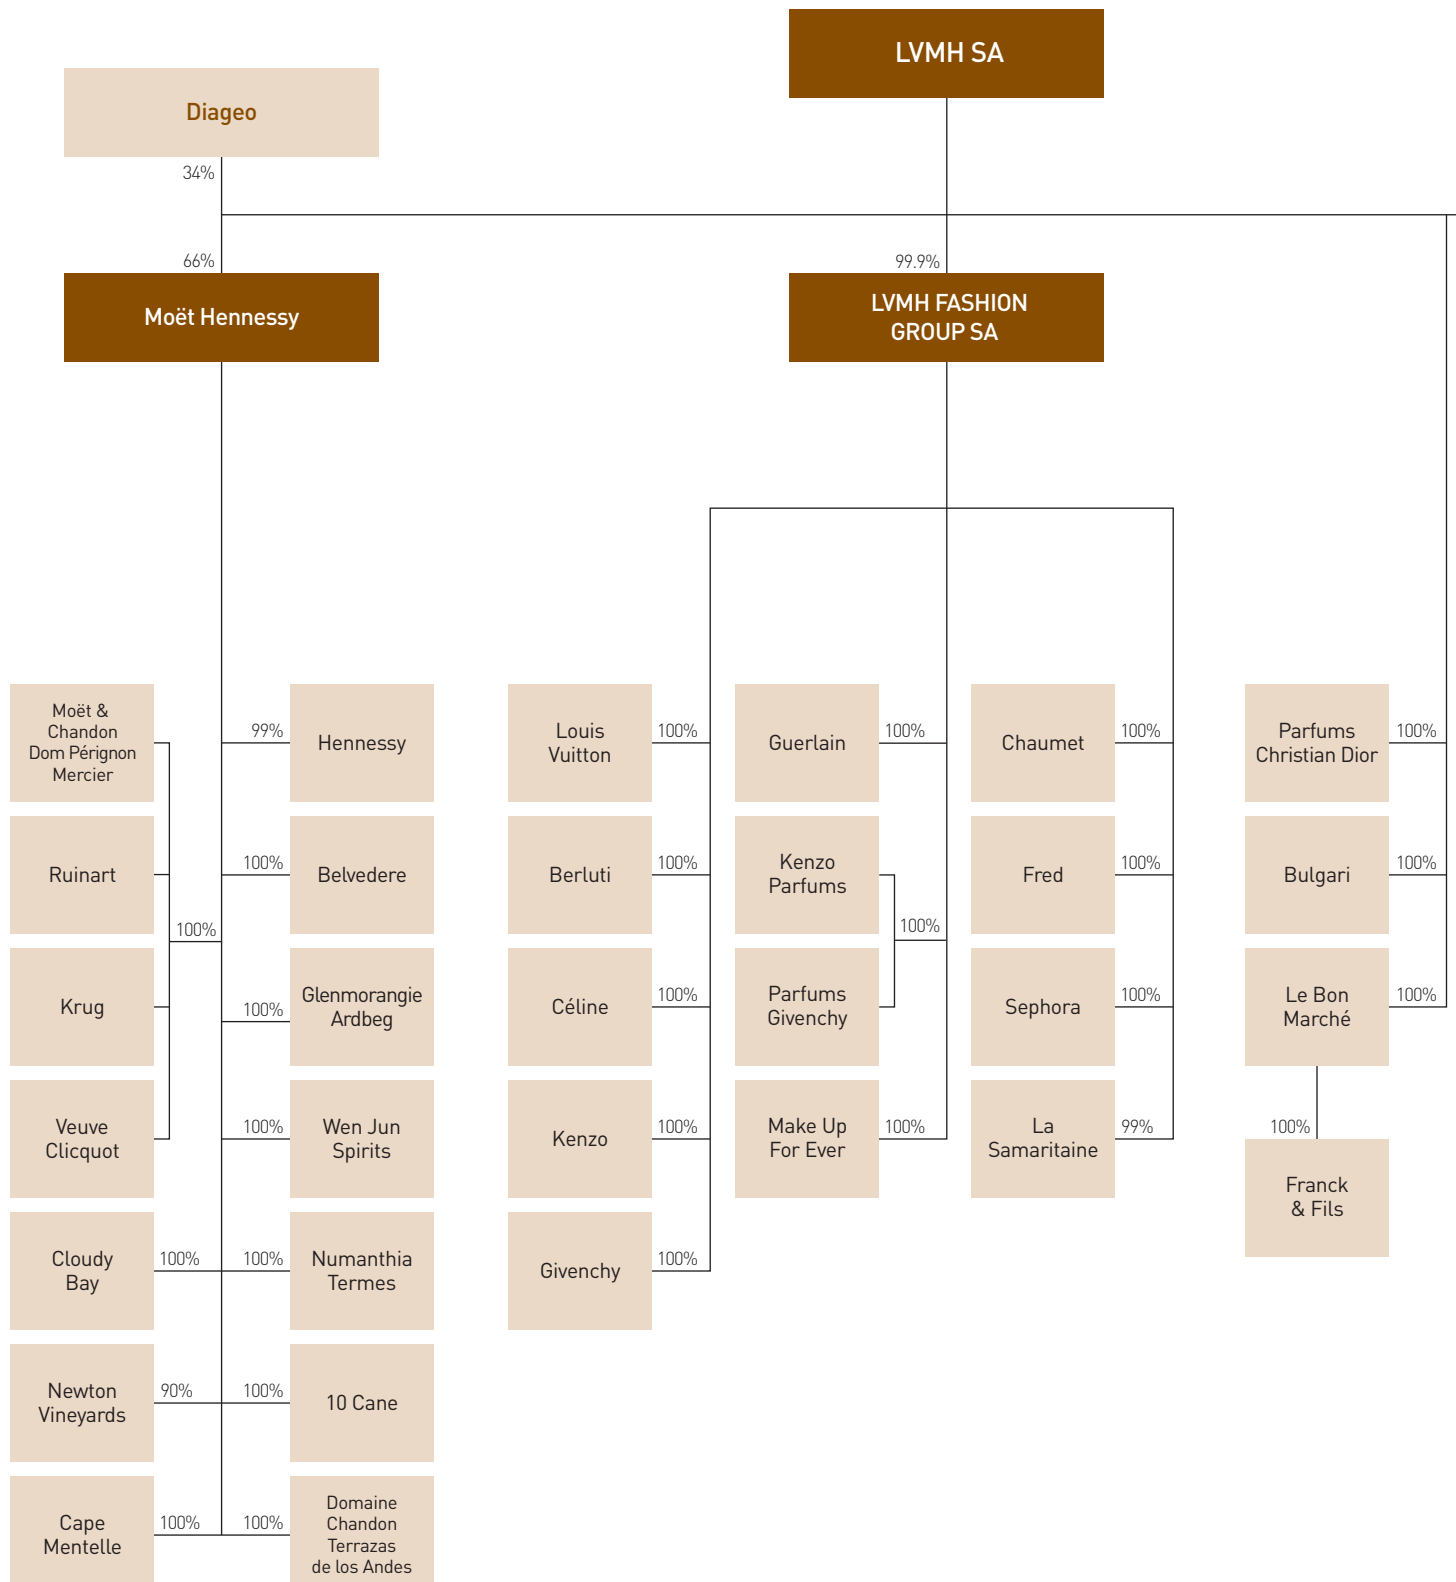 LVMH SA
Diageo
34%
66%
99.9%
Moët Hennessy
LVMH FASHION
GROUP SA
Moët &
Chandon
Dom Pérignon
Mercier
99%
Hennessy
Louis
Vuitton
100%
Guerlain
100%
Chaumet
100%
Parfums
Christian Dior
100%
Ruinart
100%
Belvedere
Berluti
100%
Kenzo
Parfums
Fred
100%
Bulgari
100%
100%
100%
Krug
100%
Glenmorangie
Ardbeg
Céline
100%
Parfums
Givenchy
Sephora
100%
Le Bon
Marché
100%
Veuve
Clicquot
100%
Wen Jun
Spirits
Kenzo
100%
Make Up
For Ever
100%
La
Samaritaine
99%
100%
Franck
& Fils
Cloudy
Bay
100%
100%
Numanthia
Termes
Givenchy
100%
Newton
Vineyards
90%
100%
10 Cane
Cape
Mentelle
100%
100%
Domaine
Chandon
Terrazas
de los Andes